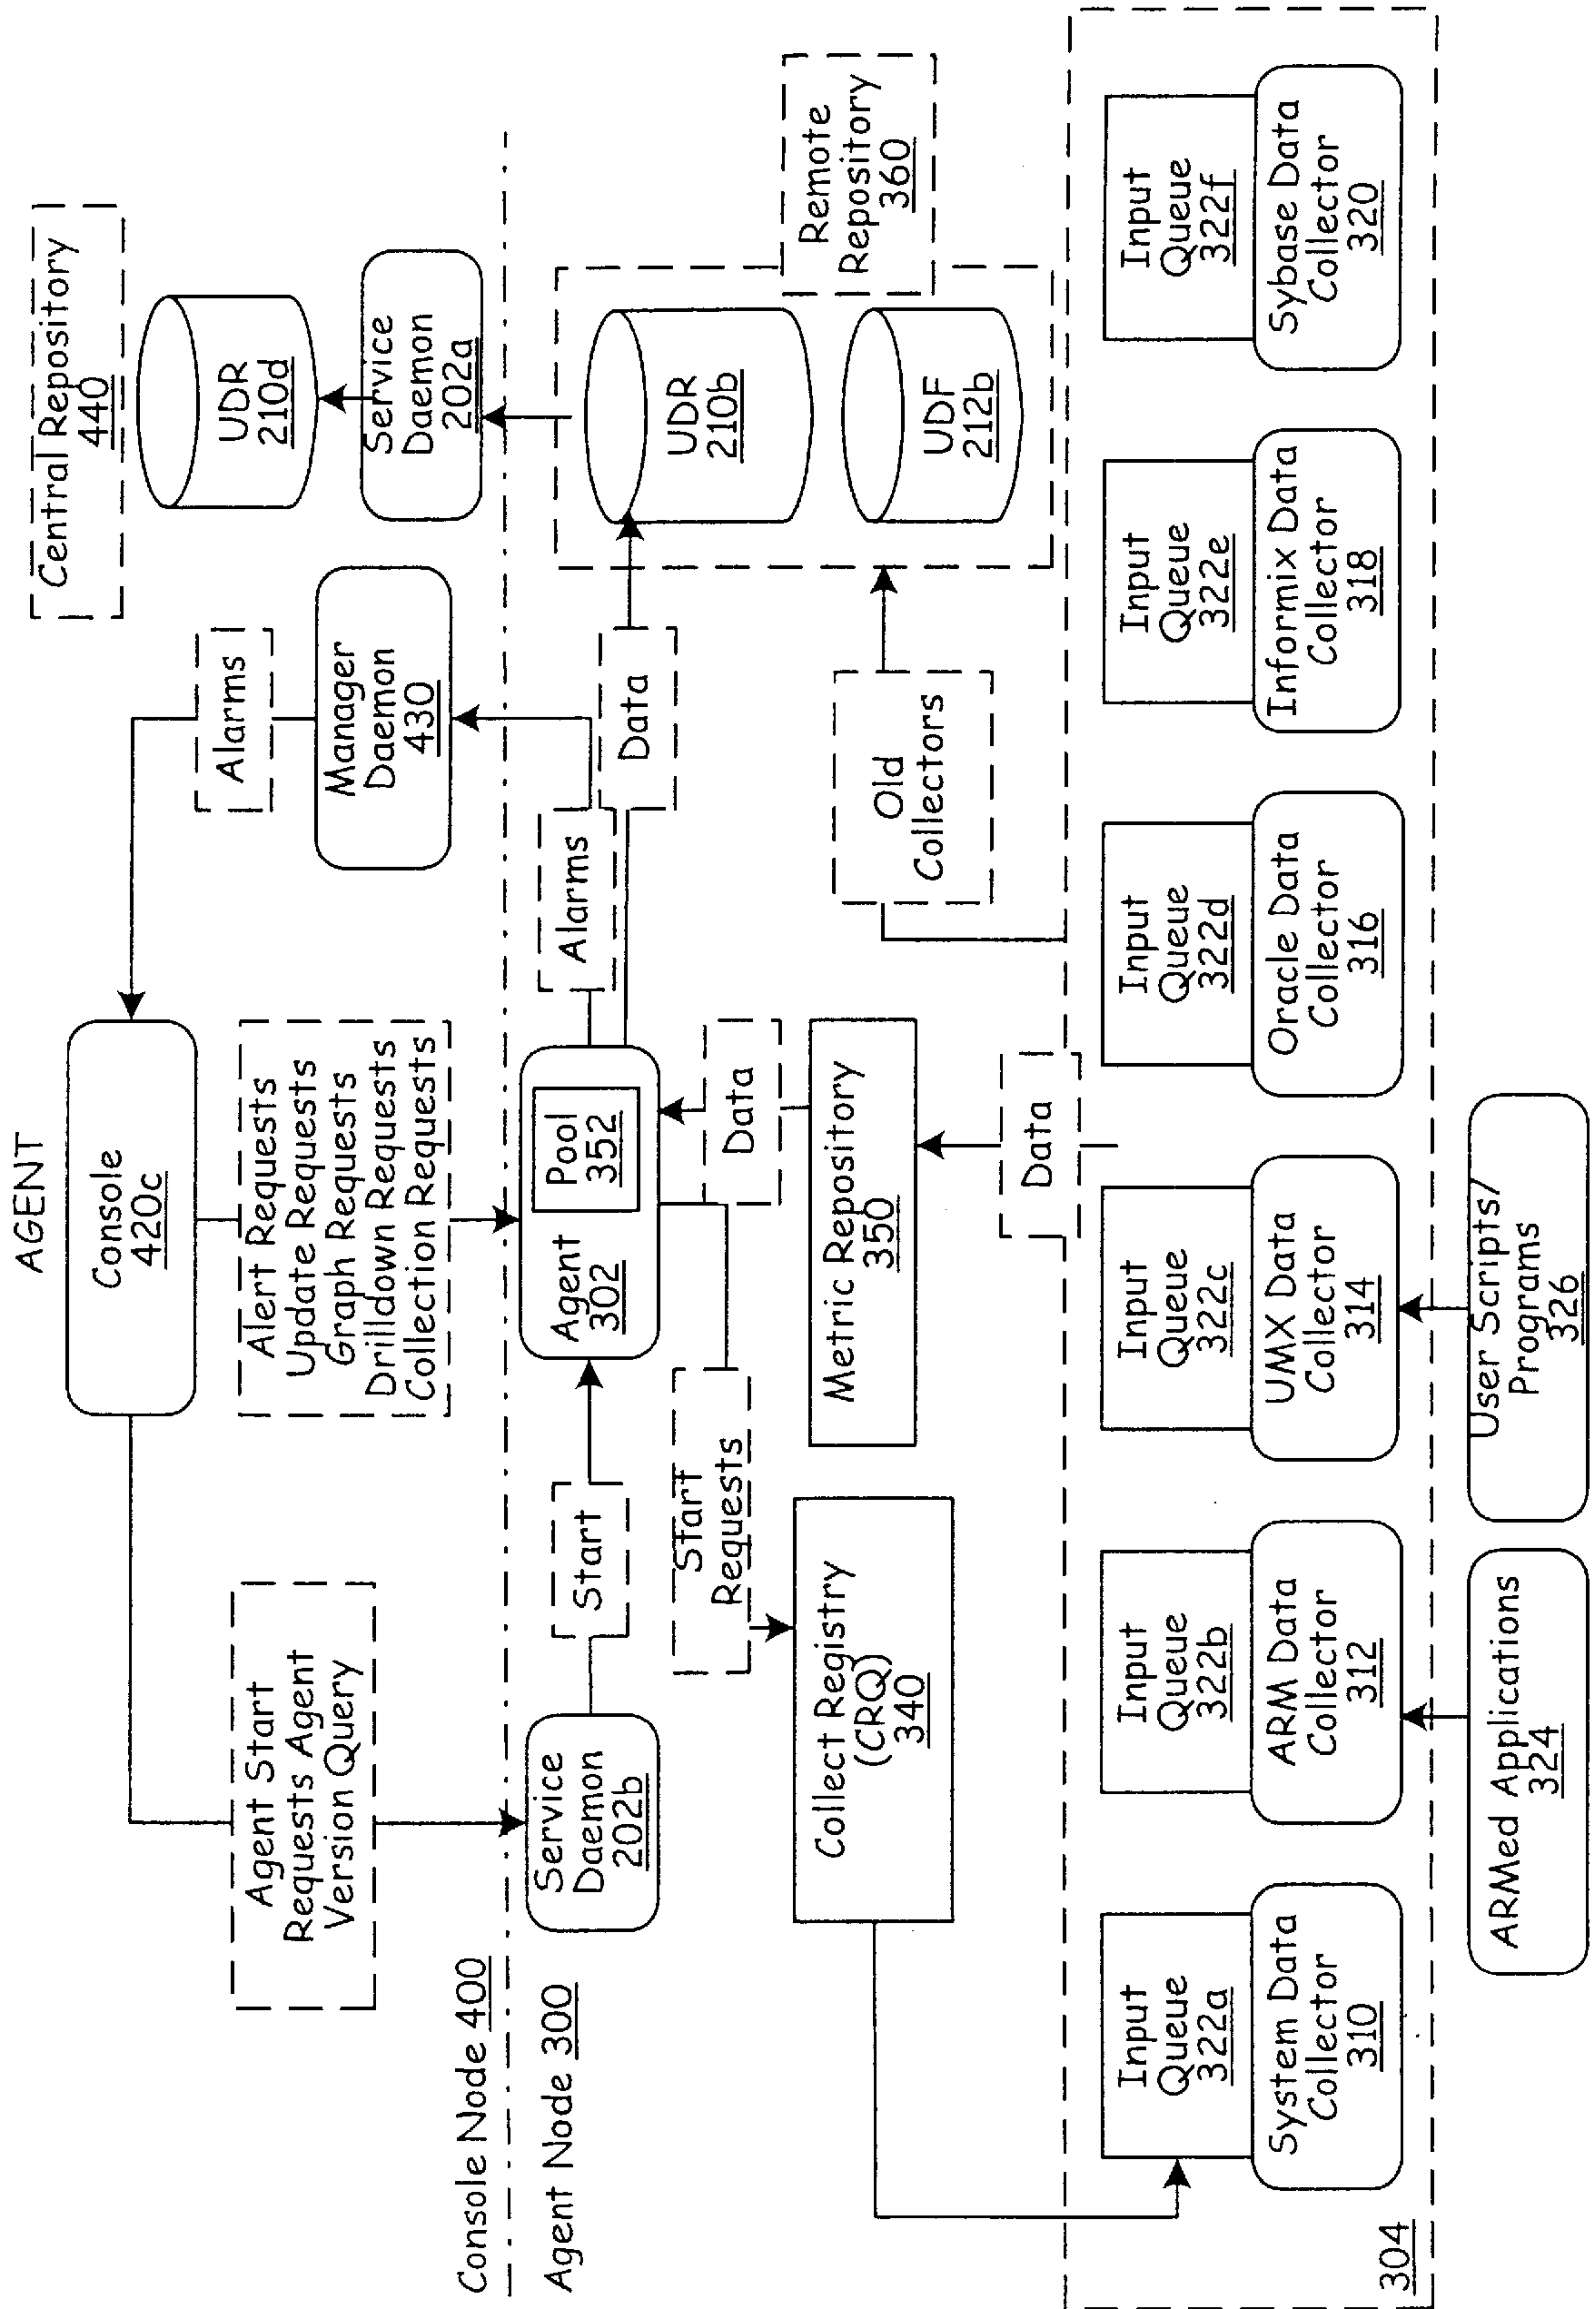 AGENT
Central Repository
440
Console
420c
Alarms
UDR
210d
Agent Start
Requests Agent
Version Query
Alert Requests
Update Requests
Graph Requests
Drilldown Requests
Collection Requests
Manager
Daemon
430
Service
Daemon
202a
Console Node 400
Agent Node 300
Service
Daemon
202b
Start
Agent
302
Pool
352
Alarms
Data
UDR
210b
Remote
Repository
360
Start
Requests
Data
Collect Registry
(CRQ)
340
Metric Repository
350
Old
Collectors
UDF
212b
Data
Input
Queue
322a
System Data
Collector
310
Input
Queue
322b
ARM Data
Collector
312
Input
Queue
322c
UMX Data
Collector
314
Input
Queue
322d
Oracle Data
Collector
316
Input
Queue
322e
Informix Data
Collector
318
Input
Queue
322f
Sybase Data
Collector
320
304
ARMed Applications
324
User Scripts/
Programs
326